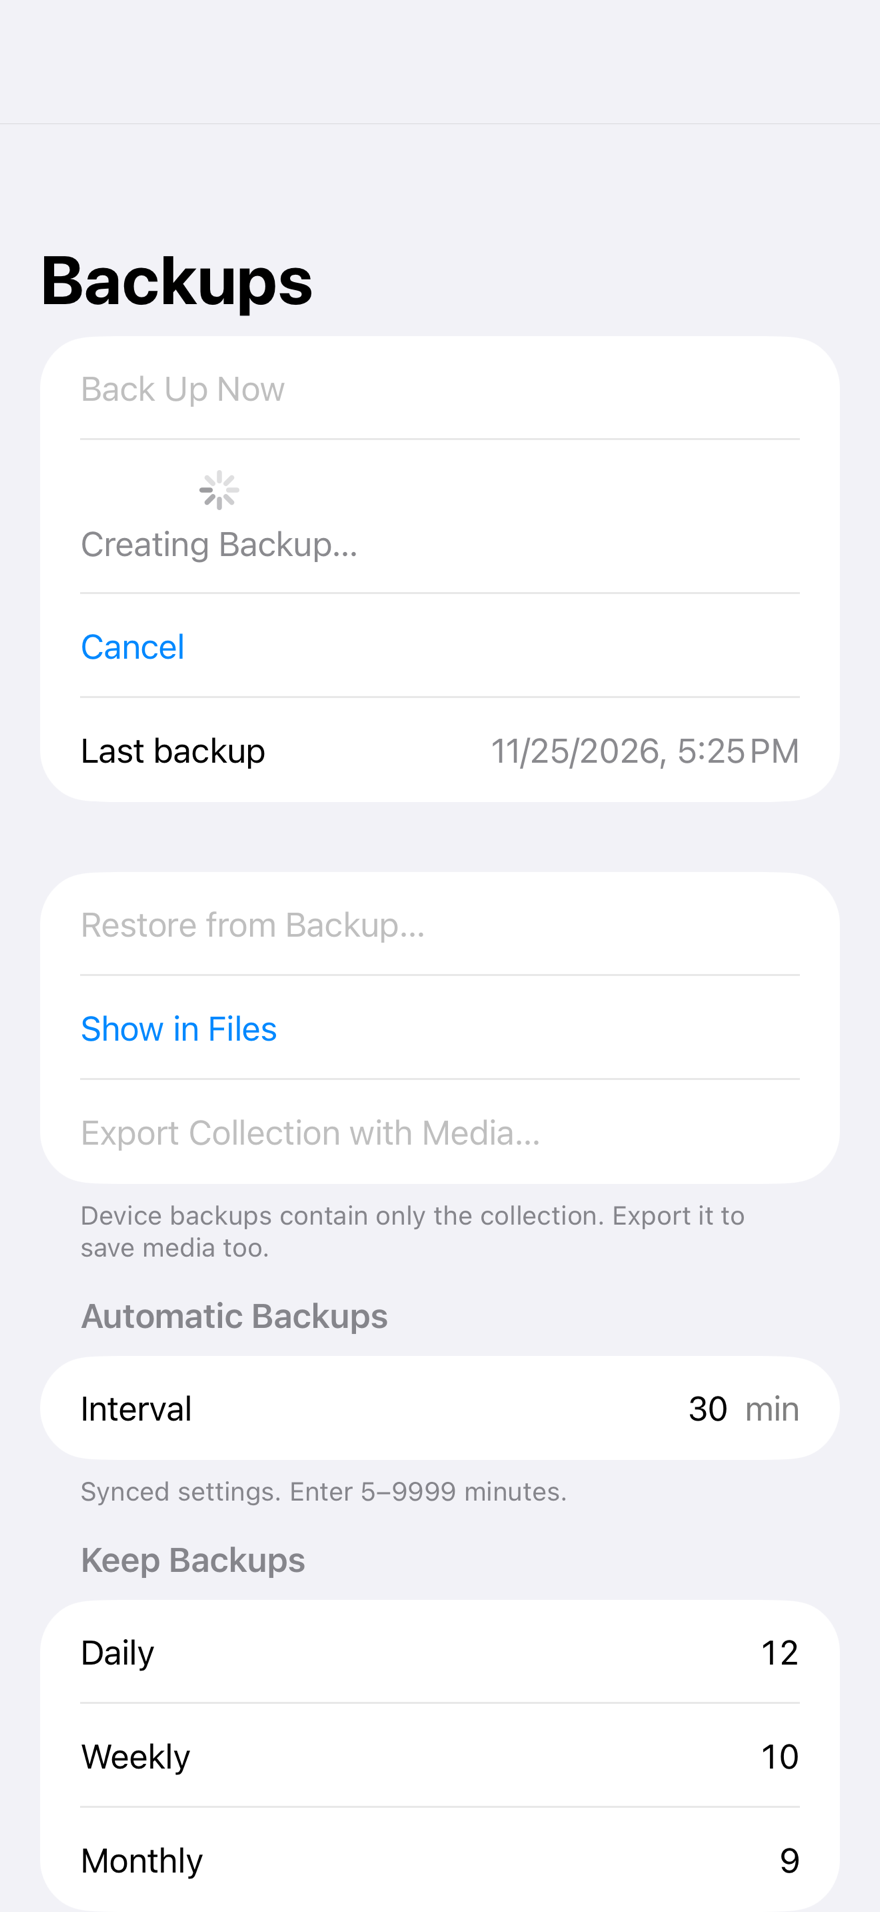 Backups
Back Up Now
Creating Backup...
Cancel
Last backup 11/25/2026, 5:25 PM
Restore from Backup...
Show in Files
Export Collection with Media...
Device backups contain only the collection. Export it to
save media too.
Automatic Backups
Interval 30 min
Synced settings. Enter 5–9999 minutes.
Keep Backups
Daily 12
Weekly 10
Monthly 9